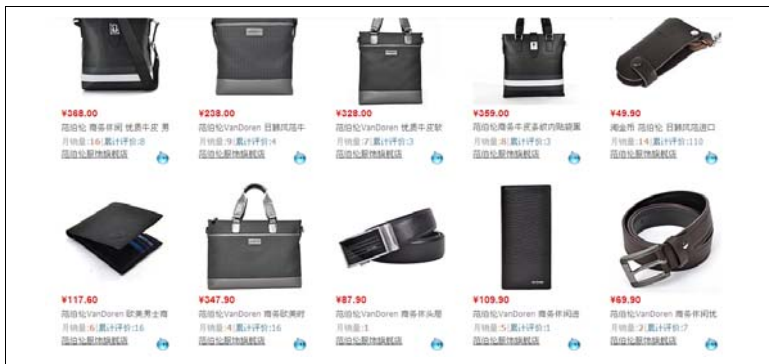 ¥368.00
范伯伦 商务休闲 优质牛皮 男
月销量:16|累计评价:8
范伯伦服饰旗舰店
¥238.00
范伯伦VanDoren 日韩风范牛
月销量:9|累计评价:4
范伯伦服饰旗舰店
¥328.00
范伯伦VanDoren 优质牛皮软
月销量:7|累计评价:3
范伯伦服饰旗舰店
¥359.00
范伯伦商务牛皮条纹内贴袋黑
月销量:8|累计评价:3
范伯伦服饰旗舰店
¥49.90
淘金币 范伯伦 日韩风范进口
月销量:14|累计评价:110
范伯伦服饰旗舰店
¥117.60
范伯伦VanDoren 欧美男士商
月销量:6|累计评价:16
范伯伦服饰旗舰店
¥347.90
范伯伦VanDoren 商务欧美时
月销量:4|累计评价:16
范伯伦服饰旗舰店
¥87.90
范伯伦VanDoren 商务休头层
月销量:1
范伯伦服饰旗舰店
¥109.90
范伯伦VanDoren 商务休闲进
月销量:5|累计评价:1
范伯伦服饰旗舰店
¥69.90
范伯伦VanDoren 商务休闲优
月销量:2|累计评价:7
范伯伦服饰旗舰店